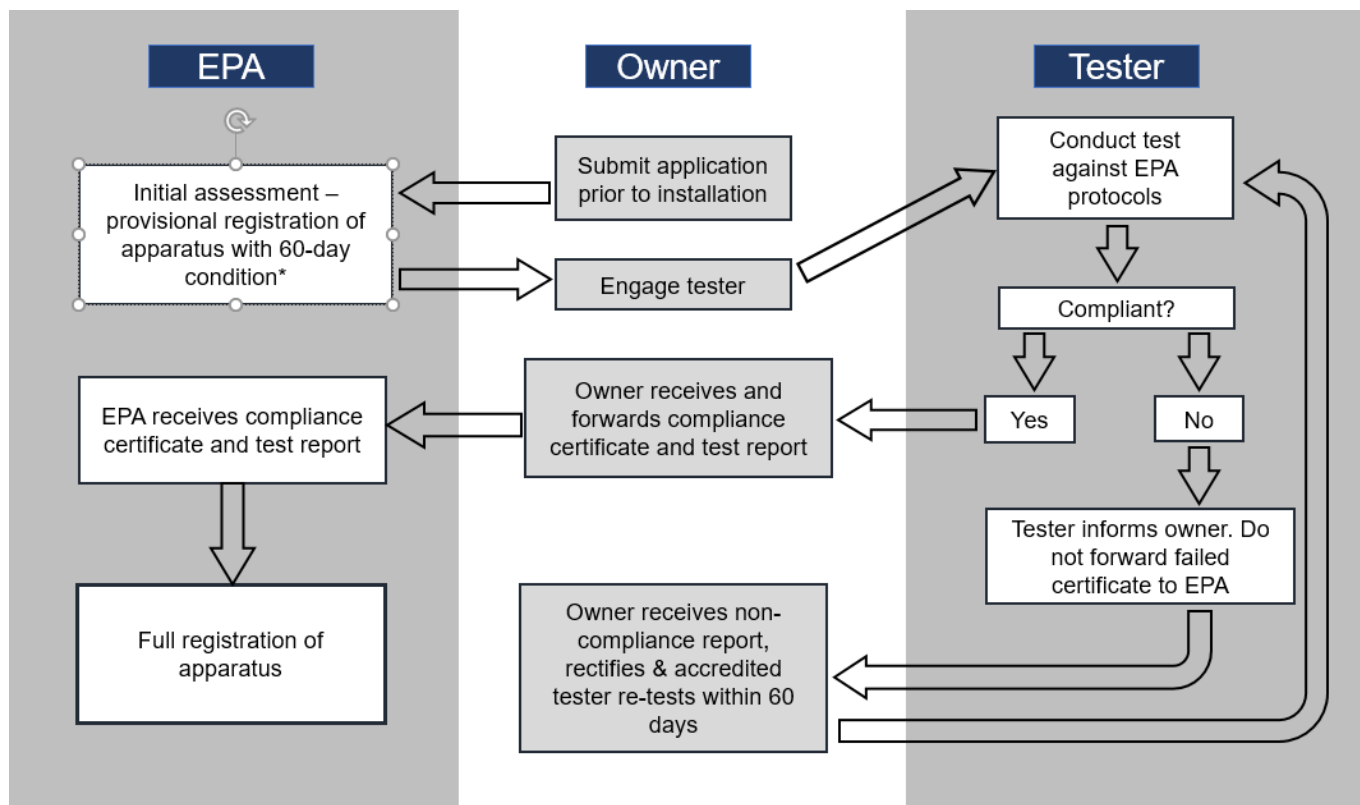 EPA
Owner
Tester
Submit application
prior to installation
Initial assessment –
provisional registration of
apparatus with 60-day
condition*
Engage tester
Conduct test
against EPA
protocols
Compliant?
Yes
No
Owner receives and
forwards compliance
certificate and test report
EPA receives compliance
certificate and test report
Full registration of
apparatus
Tester informs owner. Do
not forward failed
certificate to EPA
Owner receives non-
compliance report,
rectifies & accredited
tester re-tests within 60
days